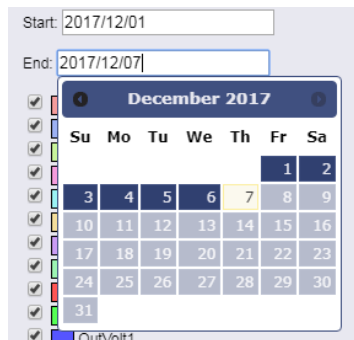 Start: 2017/12/01
End: 2017/12/07
December 2017
Su Mo Tu We Th Fr Sa
1 2
3 4 5 6 7 8 9
10 11 12 13 14 15 16
17 18 19 20 21 22 23
24 25 26 27 28 29 30
31
OutVolt1